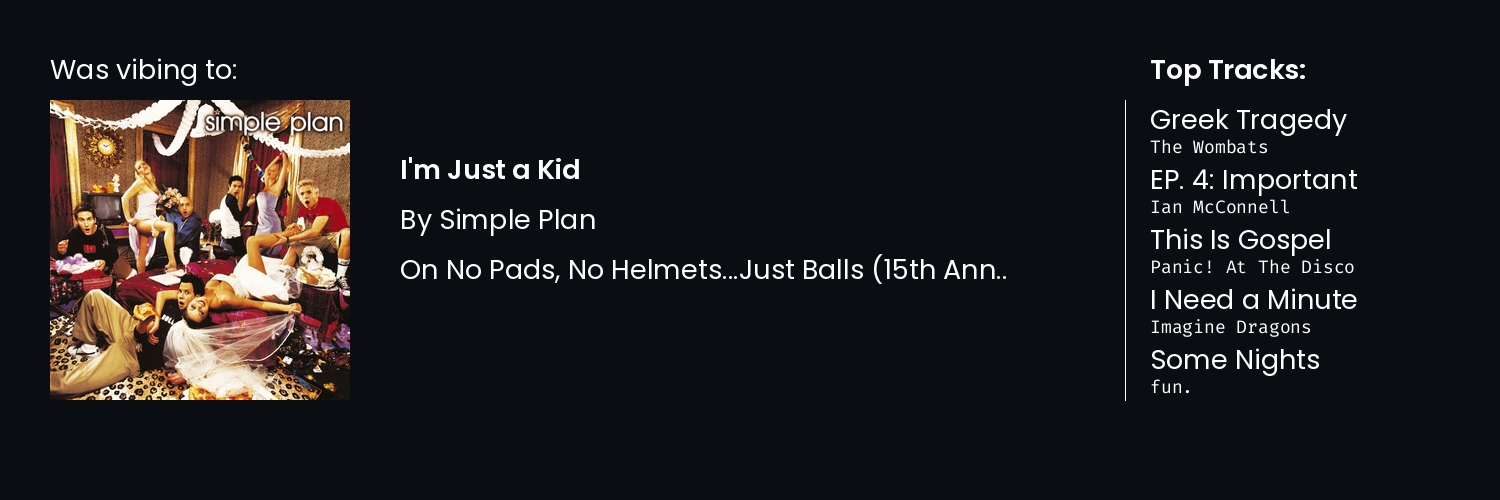 Was vibing to:
simple plan
I'm Just a Kid
By Simple Plan
On No Pads, No Helmets...Just Balls (15th Ann..
Top Tracks:
Greek Tragedy
The Wombats
EP. 4: Important
Ian McConnell
This Is Gospel
Panic! At The Disco
I Need a Minute
Imagine Dragons
Some Nights
fun.